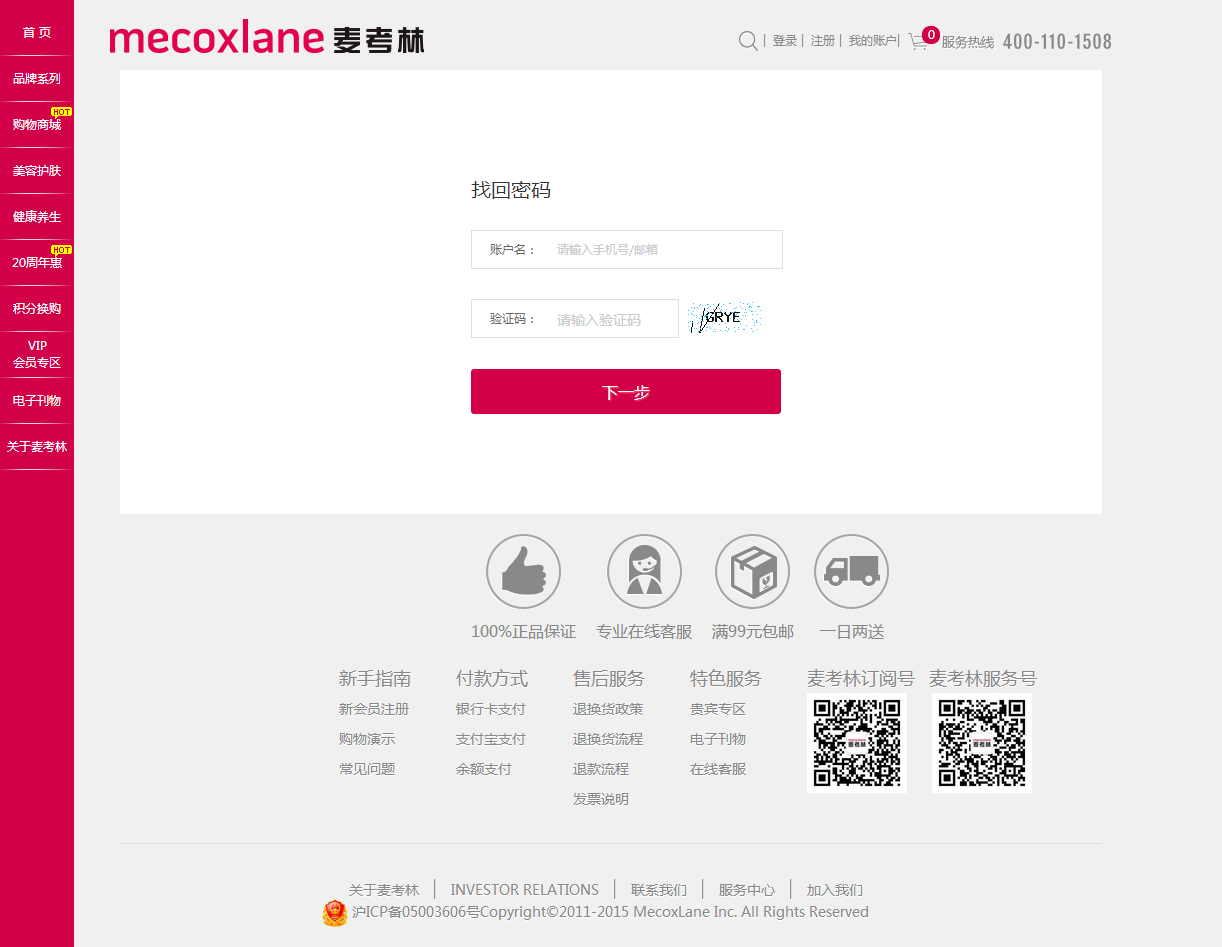 首 页
品牌系列
HOT
购物商城
美容护肤
健康养生
HOT
20周年惠
积分换购
VIP
会员专区
电子刊物
关于麦考林
mecoxlane 麦考林
| 登录 | 注册 | 我的账户| 0 服务热线 400-110-1508
找回密码
账户名： 请输入手机号/邮箱
验证码： 请输入验证码 GRYE
下一步
100%正品保证 专业在线客服 满99元包邮 一日两送
新手指南 付款方式 售后服务 特色服务 麦考林订阅号 麦考林服务号
新会员注册 银行卡支付 退换货政策 贵宾专区
购物演示 支付宝支付 退换货流程 电子刊物
常见问题 余额支付 退款流程 在线客服
发票说明
关于麦考林 | INVESTOR RELATIONS | 联系我们 | 服务中心 | 加入我们
沪ICP备05003606号Copyright©2011-2015 MecoxLane Inc. All Rights Reserved